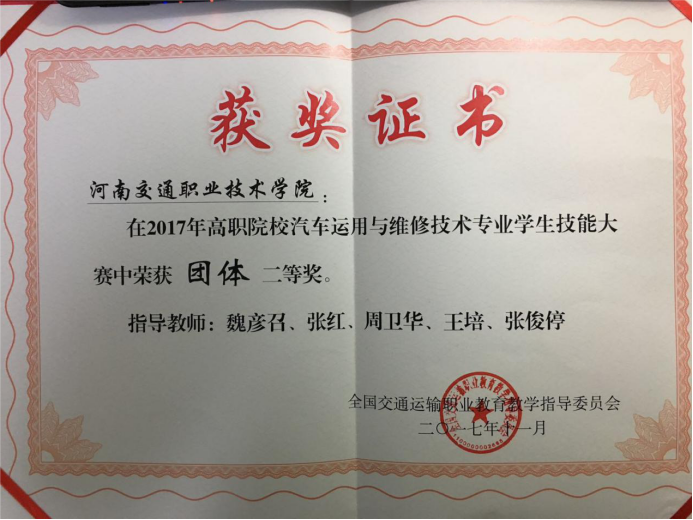 获奖证书
河南交通职业技术学院：
在2017年高职院校汽车运用与维修技术专业学生技能大
赛中荣获 团体 二等奖。
指导教师：魏彦召、张红、周卫华、王培、张俊停
全国交通运输职业教育教学指导委员会
二〇一七年十一月